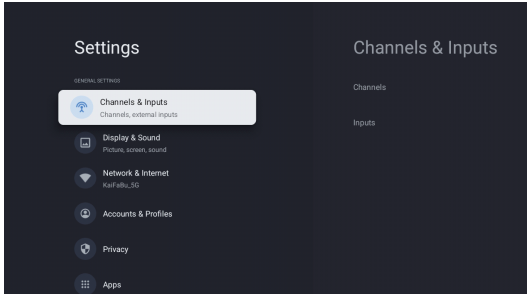 Settings
GENERAL SETTINGS
Channels & Inputs
Channels, external inputs
Display & Sound
Picture, screen, sound
Network & Internet
KaiFaBu_5G
Accounts & Profiles
Privacy
Apps
Channels & Inputs
Channels
Inputs